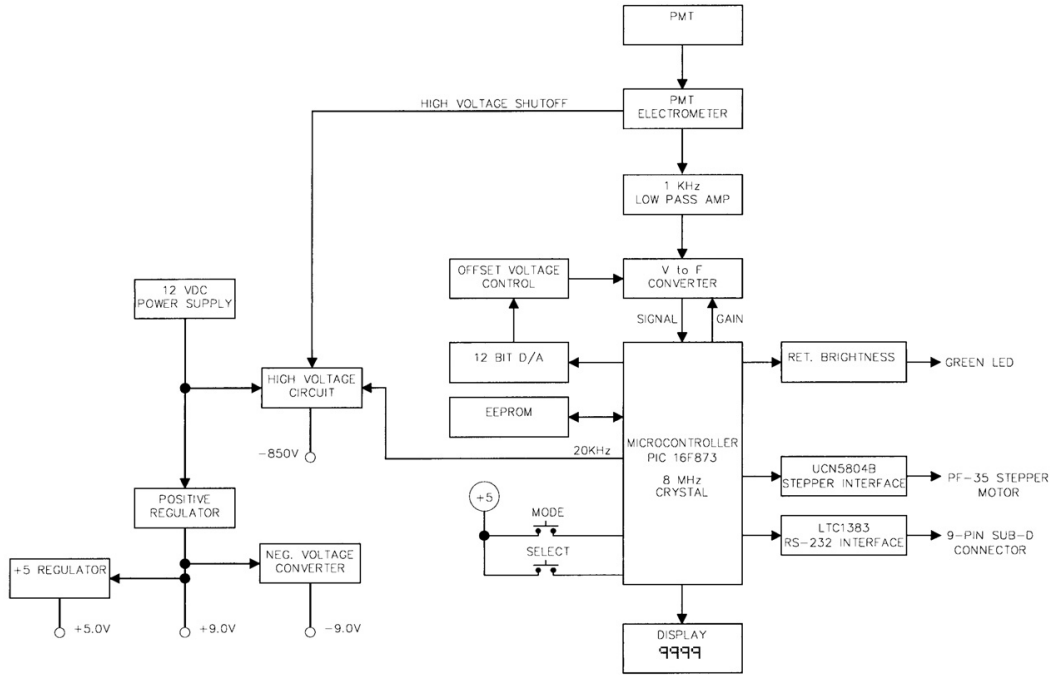 PMT
HIGH VOLTAGE SHUTOFF
PMT
ELECTROMETER
1 KHz
LOW PASS AMP
OFFSET VOLTAGE
CONTROL
V to F
CONVERTER
12 VDC
POWER SUPPLY
SIGNAL
GAIN
12 BIT D/A
RET. BRIGHTNESS
GREEN LED
HIGH VOLTAGE
CIRCUIT
EEPROM
-850V
20KHz
MICROCONTROLLER
PIC 16F873
8 MHz
CRYSTAL
UCN5804B
STEPPER INTERFACE
PF-35 STEPPER
MOTOR
POSITIVE
REGULATOR
+5
MODE
SELECT
LTC1383
RS-232 INTERFACE
9-PIN SUB-D
CONNECTOR
+5 REGULATOR
NEG. VOLTAGE
CONVERTER
+5.0V
+9.0V
-9.0V
DISPLAY
9999